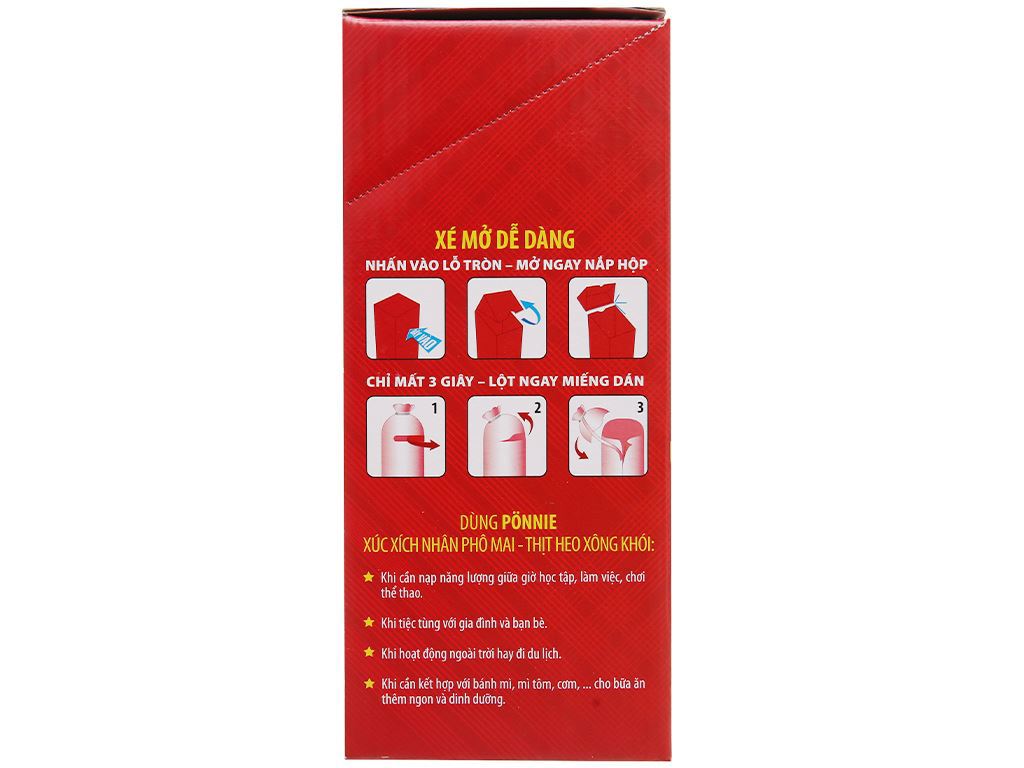 XÉ MỞ DỄ DÀNG
NHẤN VÀO LỖ TRÒN – MỞ NGAY NẮP HỘP
CHỈ MẤT 3 GIÂY – LỘT NGAY MIẾNG DÁN
1 2 3
DÙNG PÖNNIE
XÚC XÍCH NHÂN PHÔ MAI - THỊT HEO XÔNG KHÓI:
Khi cần nạp năng lượng giữa giờ học tập, làm việc, chơi
thể thao.
Khi tiệc tùng với gia đình và bạn bè.
Khi hoạt động ngoài trời hay đi du lịch.
Khi cần kết hợp với bánh mì, mì tôm, cơm, ... cho bữa ăn
thêm ngon và dinh dưỡng.